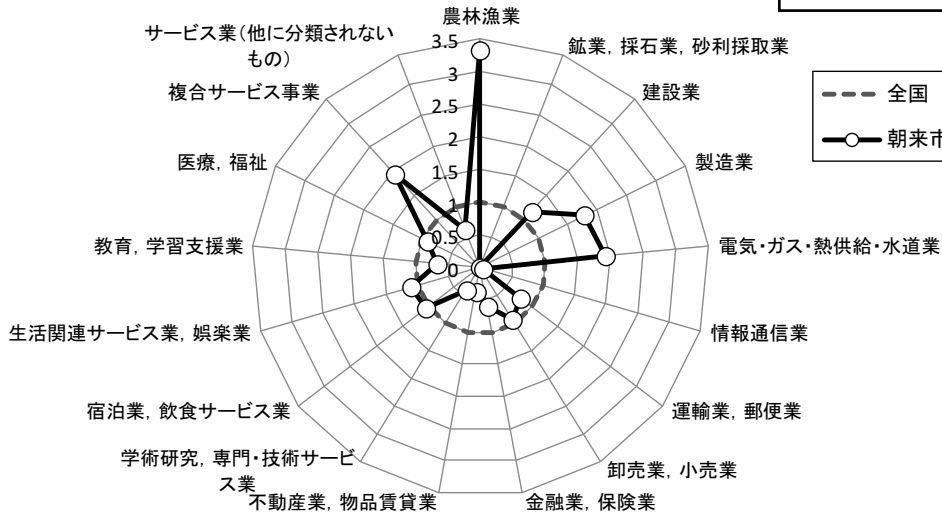 農林漁業
鉱業, 採石業, 砂利採取業
建設業
製造業
電気・ガス・熱供給・水道業
情報通信業
運輸業, 郵便業
卸売業, 小売業
金融業, 保険業
不動産業, 物品賃貸業
学術研究, 専門・技術サービ
ス業
宿泊業, 飲食サービス業
生活関連サービス業, 娯楽業
教育, 学習支援業
医療, 福祉
複合サービス事業
サービス業(他に分類されない
もの)
3.5
3
2.5
2
1.5
1
0.5
0
全国
朝来市